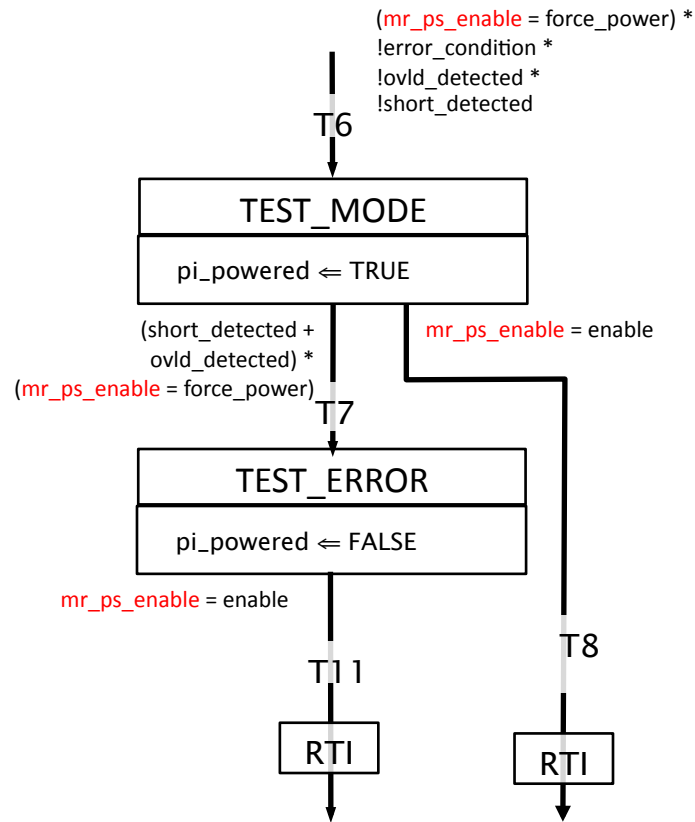 (mr_ps_enable = force_power) *
!error_condition *
!ovld_detected *
!short_detected
T6
TEST_MODE
pi_powered ⇐ TRUE
(short_detected +
ovld_detected) *
(mr_ps_enable = force_power)
mr_ps_enable = enable
T7
TEST_ERROR
pi_powered ⇐ FALSE
mr_ps_enable = enable
T8
T11
RTI
RTI